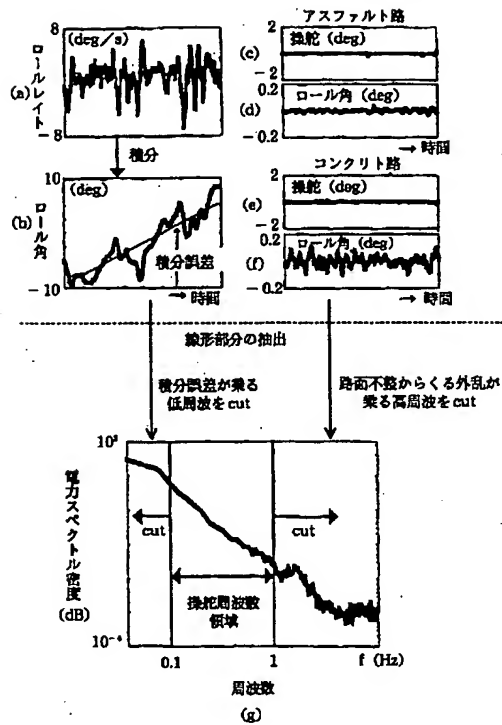 アスファルト路
8
(deg/s)
ロールレイト
(a)
-8
(c)
2
操舵 (deg)
-2
(d)
0.2
ロール角 (deg)
-0.2
→ 時間
積分
コンクリト路
10
(deg)
ロール角
(b)
積分誤差
-10
→ 時間
(e)
2
操舵 (deg)
-2
(f)
0.2
ロール角 (deg)
-0.2
→ 時間
線形部分の抽出
積分誤差が乗る
低周波をcut
路面不整からくる外乱が
乗る高周波をcut
電力スペクトル密度
(dB)
cut
cut
操舵周波数
領域
0.1
1
f (Hz)
周波数
(g)